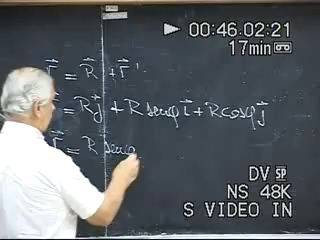 00:46:02:21
17min
r⃗ = R⃗ + r⃗'
= Rj⃗ + R senφ i⃗ + R cosφ j⃗
r⃗ = R senφ
DV SP
NS 48K
S VIDEO IN